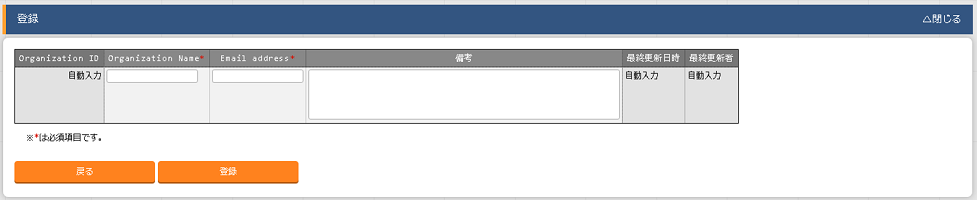 登録 △閉じる
Organization ID Organization Name* Email address* 備考 最終更新日時 最終更新者
自動入力 自動入力 自動入力
※*は必須項目です。
戻る 登録